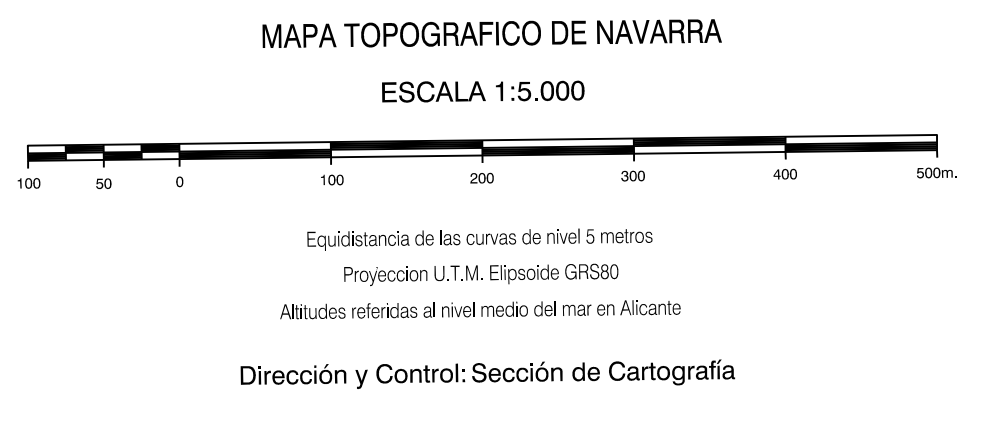 MAPA TOPOGRAFICO DE NAVARRA
ESCALA 1:5.000
100 50 0 100 200 300 400 500m.
Equidistancia de las curvas de nivel 5 metros
Proyeccion U.T.M. Elipsoide GRS80
Altitudes referidas al nivel medio del mar en Alicante
Dirección y Control: Sección de Cartografía